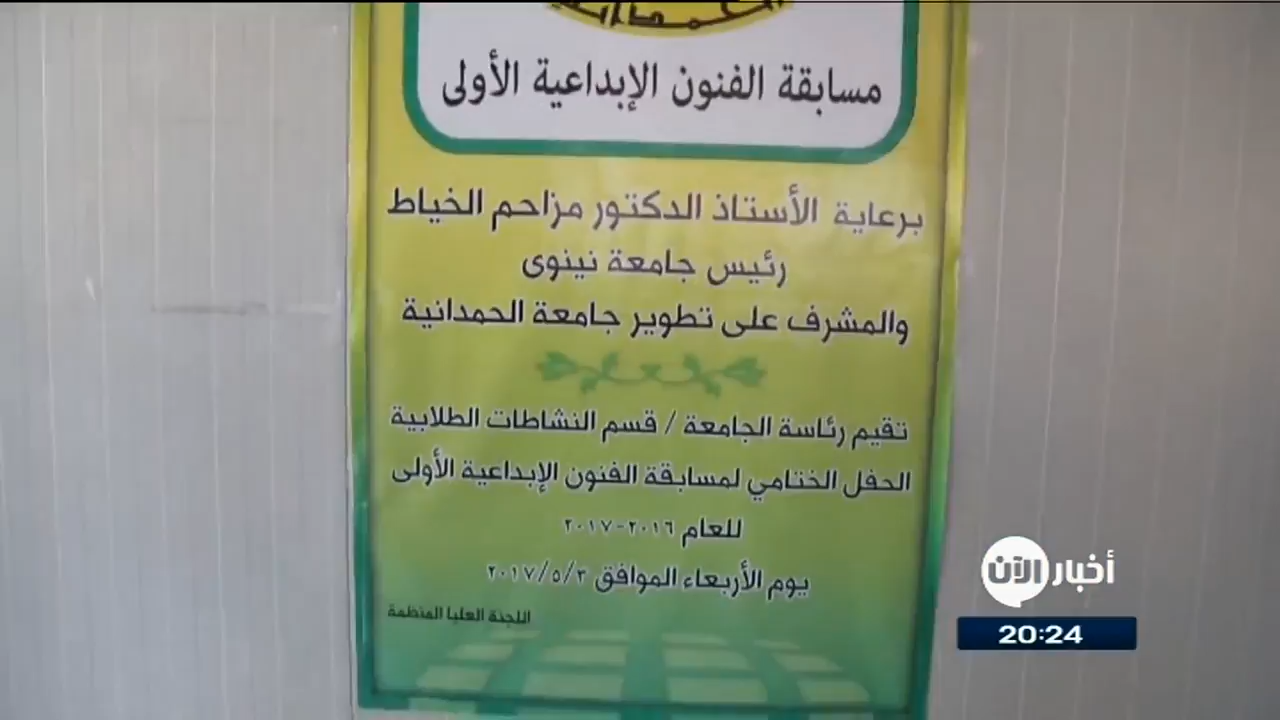 مسابقة الفنون الإبداعية الأولى
برعاية الأستاذ الدكتور مزاحم الخياط
رئيس جامعة نينوى
والمشرف على تطوير جامعة الحمدانية
تقيم رئاسة الجامعة / قسم النشاطات الطلابية
الحفل الختامي لمسابقة الفنون الإبداعية الأولى
للعام ٢٠١٦-٢٠١٧
يوم الأربعاء الموافق ٢٠١٧/٥/٣
اللجنة العليا المنظمة
أخبار الآن
20:24